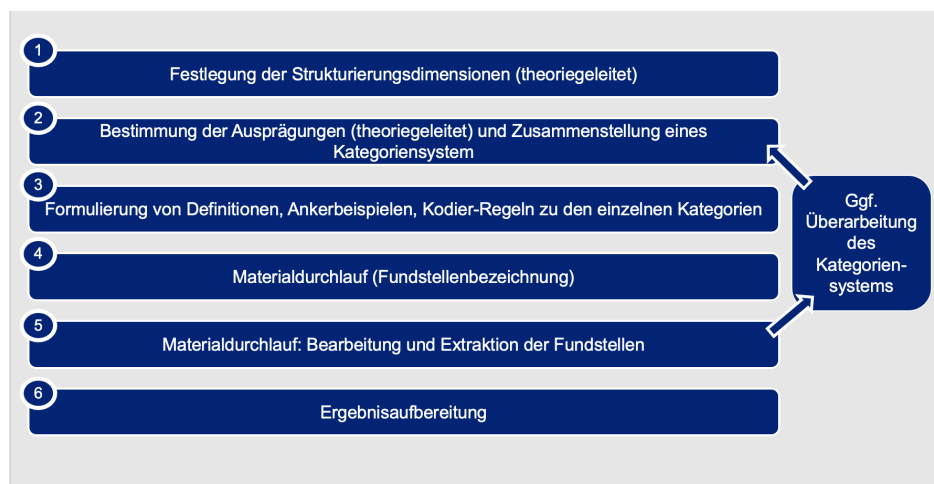 1
Festlegung der Strukturierungsdimensionen (theoriegeleitet)
2
Bestimmung der Ausprägungen (theoriegeleitet) und Zusammenstellung eines
Kategoriensystem
3
Formulierung von Definitionen, Ankerbeispielen, Kodier-Regeln zu den einzelnen Kategorien
4
Materialdurchlauf (Fundstellenbezeichnung)
5
Materialdurchlauf: Bearbeitung und Extraktion der Fundstellen
6
Ergebnisaufbereitung
Ggf.
Überarbeitung
des
Kategorien-
systems